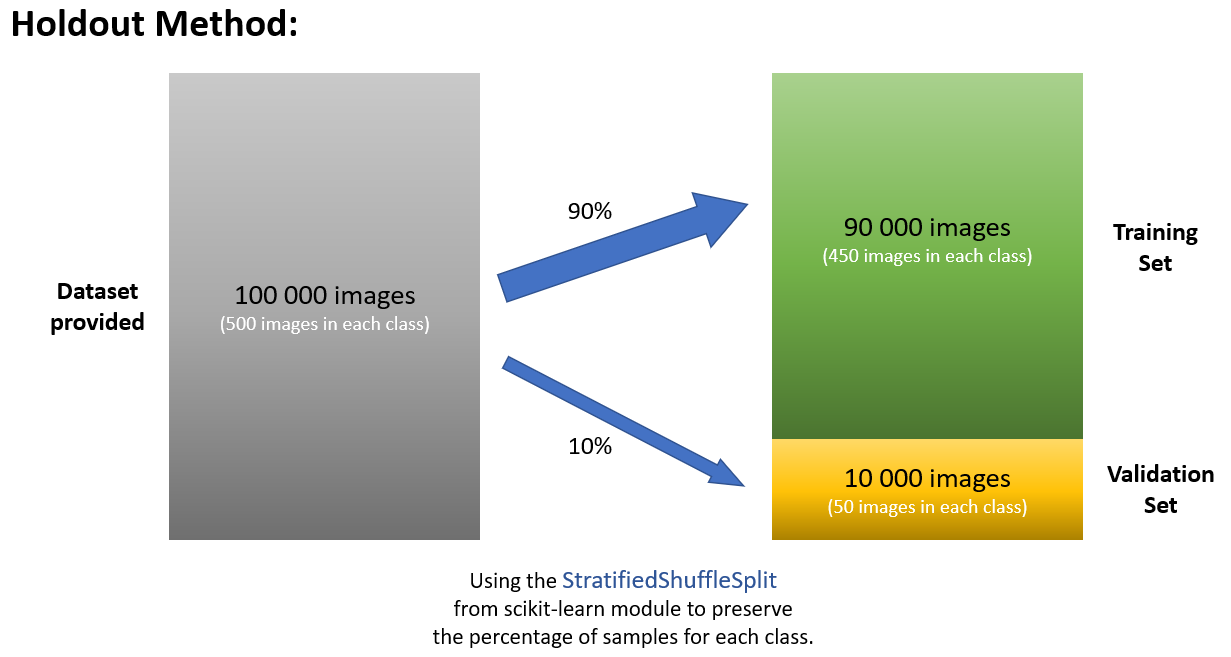 Holdout Method:
Dataset
provided
100 000 images
(500 images in each class)
90%
10%
90 000 images
(450 images in each class)
Training
Set
10 000 images
(50 images in each class)
Validation
Set
Using the StratifiedShuffleSplit
from scikit-learn module to preserve
the percentage of samples for each class.